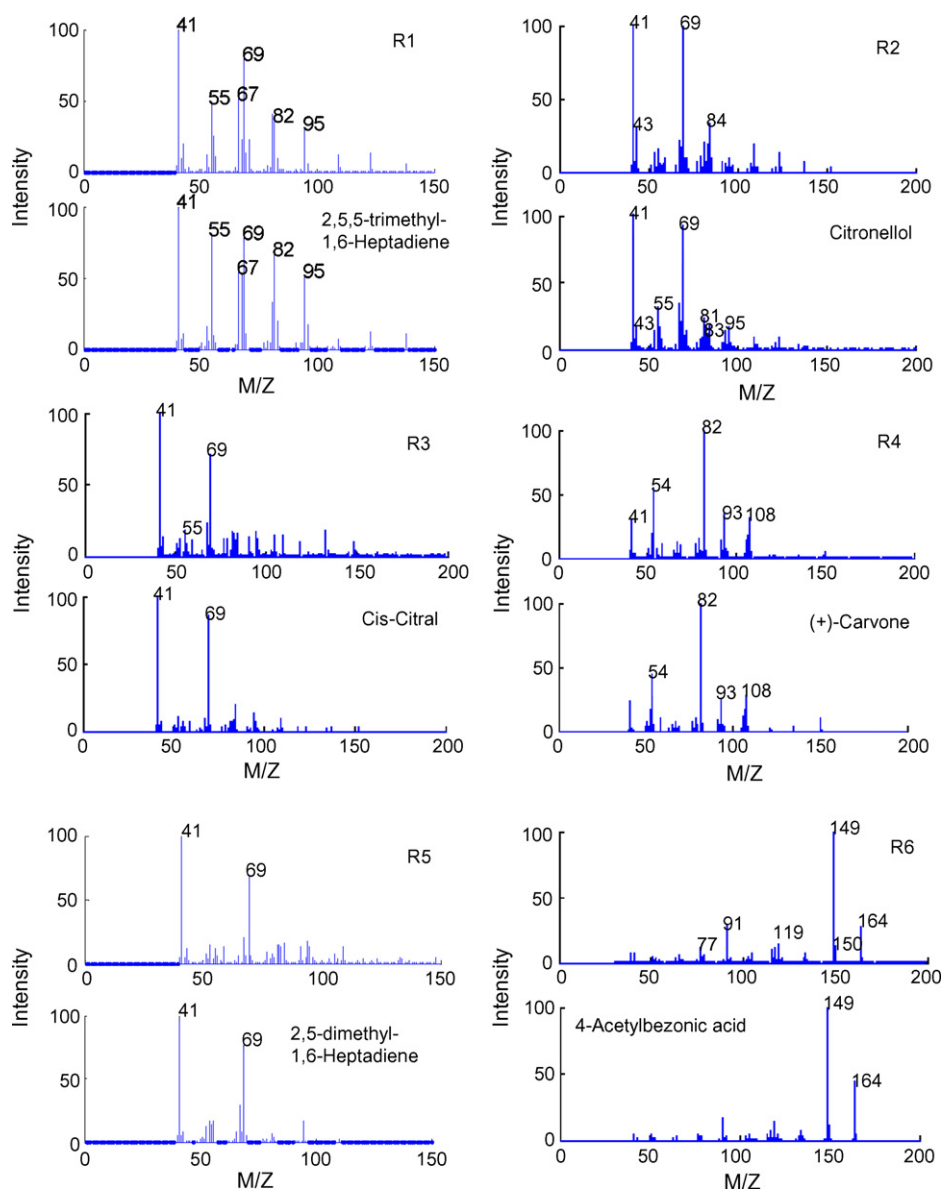 100
50
0
Intensity
41
55
69
67
82
95
R1
0 50 100 150
100
50
0
41
55
69
67
82
95
2,5,5-trimethyl-
1,6-Heptadiene
0 50 100 150
M/Z
100
50
0
Intensity
41
43
69
84
R2
0 50 100 150 200
100
50
0
41
43
55
69
81
83
95
Citronellol
0 50 100 150 200
M/Z
100
50
0
Intensity
41
55
69
R3
0 50 100 150 200
100
50
0
41
69
Cis-Citral
0 50 100 150 200
M/Z
100
50
0
Intensity
41
54
82
93
108
R4
0 50 100 150 200
100
50
0
54
82
93
108
(+)-Carvone
0 50 100 150 200
M/Z
100
50
0
Intensity
41
69
R5
0 50 100 150
100
50
0
41
69
2,5-dimethyl-
1,6-Heptadiene
0 50 100 150
M/Z
100
50
0
Intensity
77
91
119
149
150
164
R6
0 50 100 150 200
100
50
0
4-Acetylbezonic acid
149
164
0 50 100 150 200
M/Z